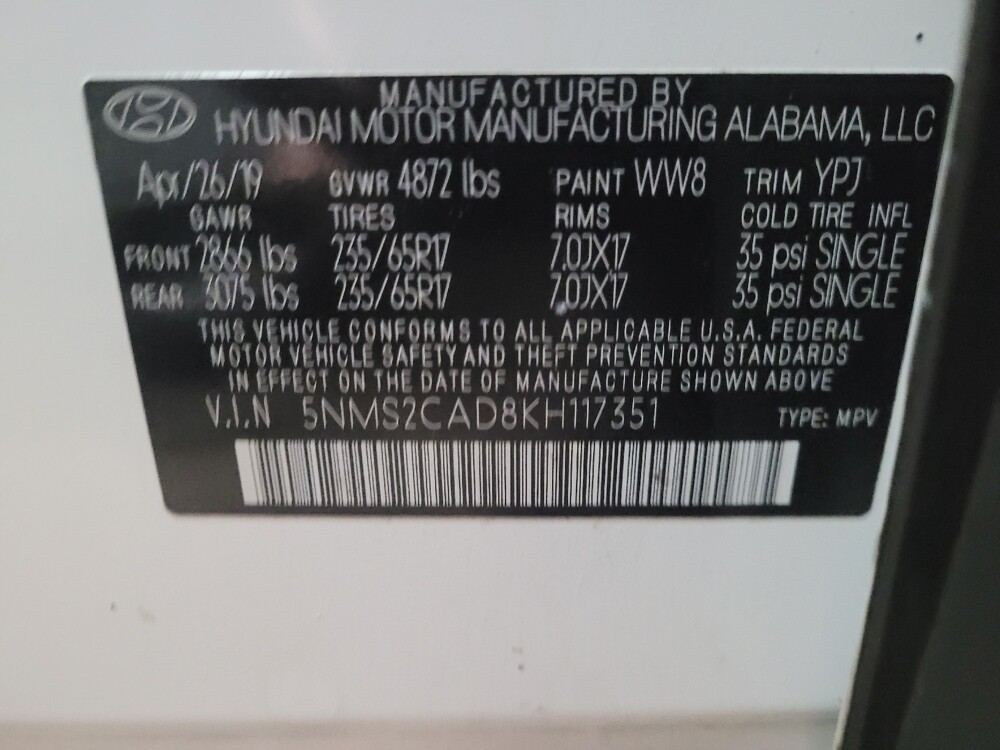 MANUFACTURED BY
HYUNDAI MOTOR MANUFACTURING ALABAMA, LLC
Apr/26/19 GVWR 4872 lbs PAINT WW8 TRIM YPJ
GAWR TIRES RIMS COLD TIRE INFL
FRONT 2866 lbs 235/65R17 7.0JX17 35 psi SINGLE
REAR 3075 lbs 235/65R17 7.0JX17 35 psi SINGLE
THIS VEHICLE CONFORMS TO ALL APPLICABLE U.S.A. FEDERAL
MOTOR VEHICLE SAFETY AND THEFT PREVENTION STANDARDS
IN EFFECT ON THE DATE OF MANUFACTURE SHOWN ABOVE
V.I.N 5NMS2CAD8KH117351 TYPE: MPV